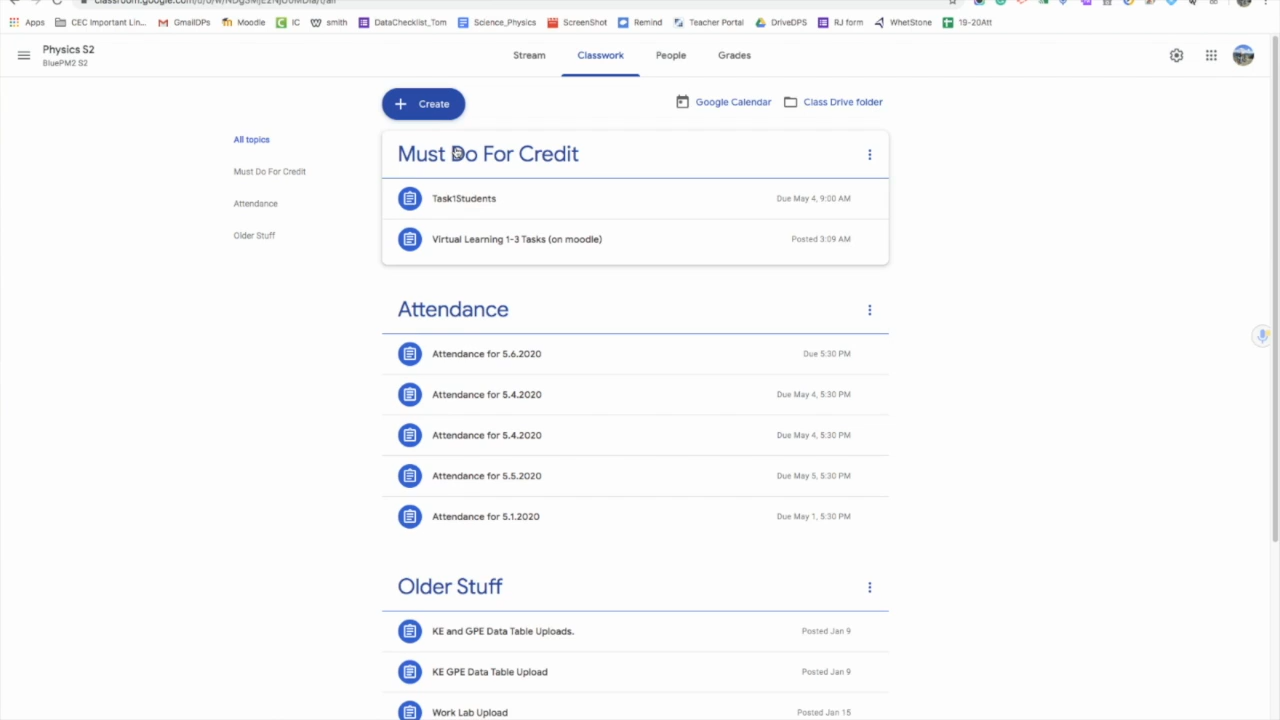 Apps CEC Important Lin... GmailDPs Moodle IC smith DataChecklist_Tom Science_Physics ScreenShot Remind Teacher Portal DriveDPS RJ form WhetStone 19-20Att
Physics S2
BluePM2 S2
Stream Classwork People Grades
Create
Google Calendar Class Drive folder
All topics
Must Do For Credit
Attendance
Older Stuff
Must Do For Credit
Task1Students Due May 4, 9:00 AM
Virtual Learning 1-3 Tasks (on moodle) Posted 3:09 AM
Attendance
Attendance for 5.6.2020 Due 5:30 PM
Attendance for 5.4.2020 Due May 4, 5:30 PM
Attendance for 5.4.2020 Due May 4, 5:30 PM
Attendance for 5.5.2020 Due May 5, 5:30 PM
Attendance for 5.1.2020 Due May 1, 5:30 PM
Older Stuff
KE and GPE Data Table Uploads. Posted Jan 9
KE GPE Data Table Upload Posted Jan 9
Work Lab Upload Posted Jan 15